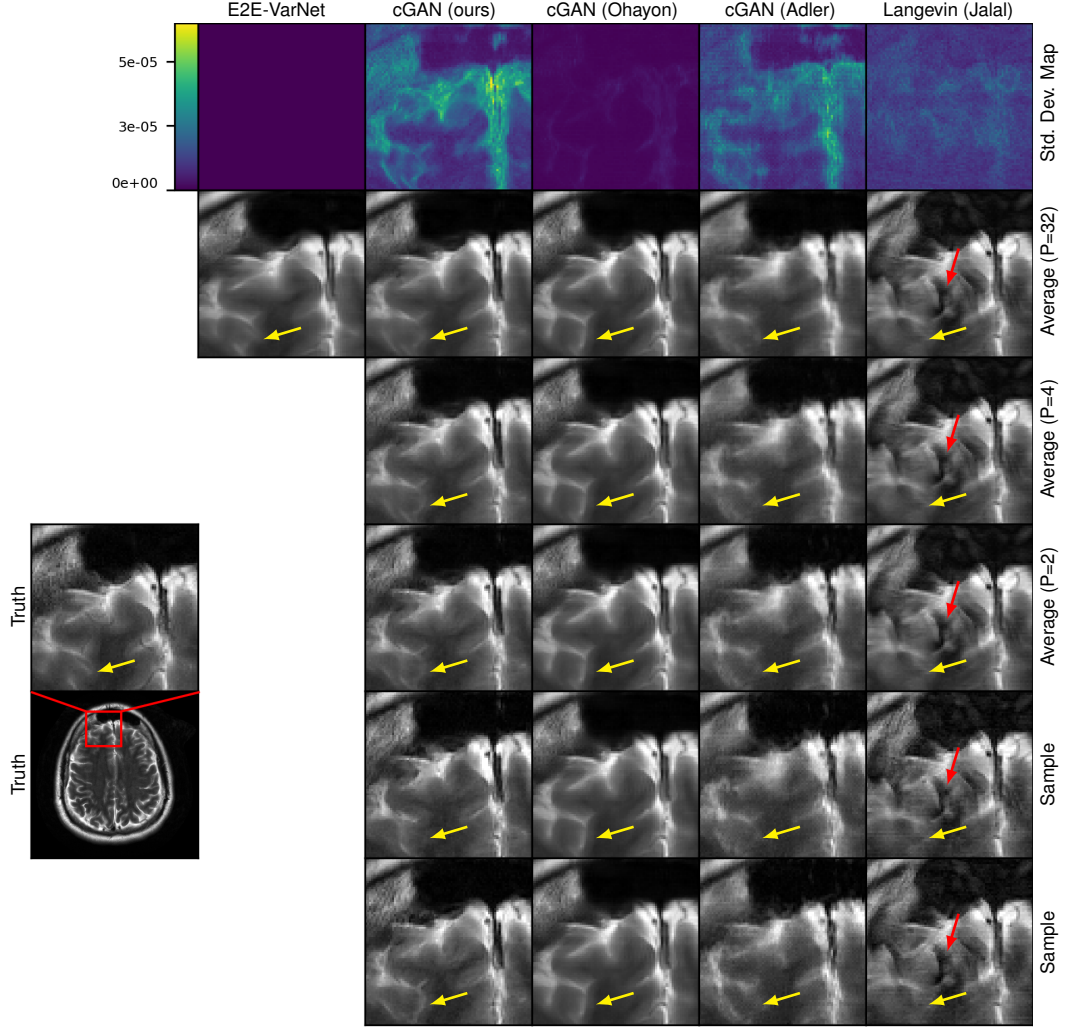 E2E-VarNet
cGAN (ours)
cGAN (Ohayon)
cGAN (Adler)
Langevin (Jalal)
5e-05
3e-05
0e+00
Std. Dev. Map
Average (P=32)
Average (P=4)
Truth
Average (P=2)
Truth
Sample
Sample